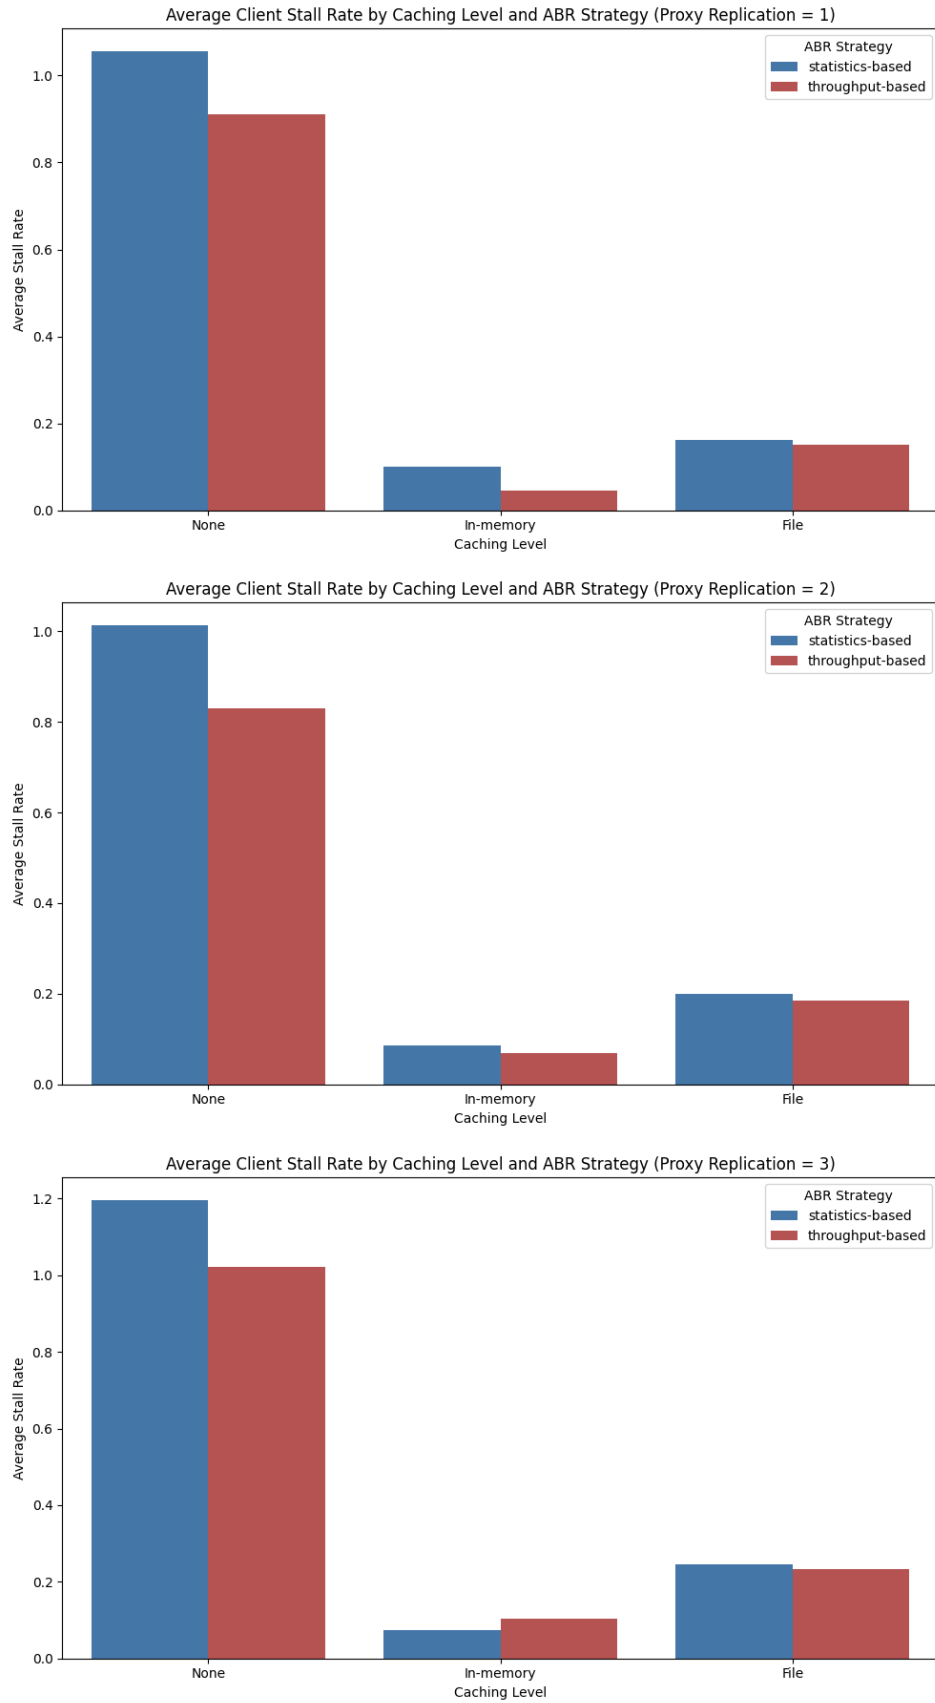 Average Client Stall Rate by Caching Level and ABR Strategy (Proxy Replication = 1)
ABR Strategy
statistics-based
throughput-based
1.0
0.8
0.6
0.4
0.2
0.0
Average Stall Rate
None
In-memory
File
Caching Level
Average Client Stall Rate by Caching Level and ABR Strategy (Proxy Replication = 2)
ABR Strategy
statistics-based
throughput-based
1.0
0.8
0.6
0.4
0.2
0.0
Average Stall Rate
None
In-memory
File
Caching Level
Average Client Stall Rate by Caching Level and ABR Strategy (Proxy Replication = 3)
ABR Strategy
statistics-based
throughput-based
1.2
1.0
0.8
0.6
0.4
0.2
0.0
Average Stall Rate
None
In-memory
File
Caching Level